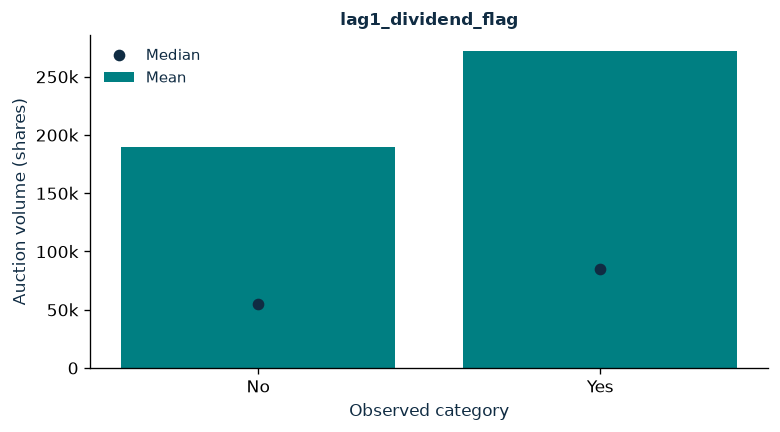 lag1_dividend_flag
Median
Mean
Auction volume (shares)
250k
200k
150k
100k
50k
0
No
Yes
Observed category